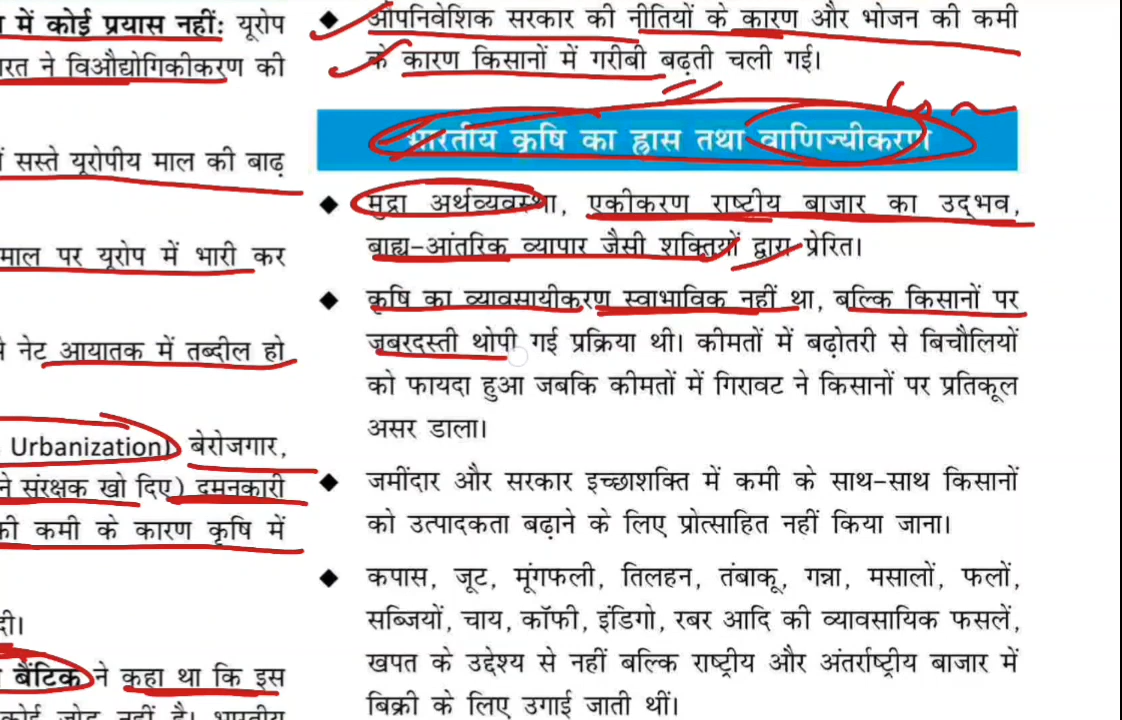 में कोई प्रयास नहीं: यूरोप
ने विऔद्योगिकीकरण की
सस्ते यूरोपीय माल की बाढ़
माल पर यूरोप में भारी कर
नेट आयातक में तब्दील हो
Urbanization) बेरोजगार,
ने संरक्षक खो दिए) दमनकारी
की कमी के कारण कृषि में
बैंटिक ने कहा था कि इस
कोई जोड़ नहीं है। भारतीय
औपनिवेशिक सरकार की नीतियों के कारण और भोजन की कमी
के कारण किसानों में गरीबी बढ़ती चली गई।
भारतीय कृषि का ह्रास तथा वाणिज्यीकरण
◆ मुद्रा अर्थव्यवस्था, एकीकरण राष्टीय बाजार का उद्भव,
बाह्य-आंतरिक व्यापार जैसी शक्तियों द्वारा प्रेरित।
◆ कृषि का व्यावसायीकरण स्वाभाविक नहीं था, बल्कि किसानों पर
जबरदस्ती थोपी गई प्रक्रिया थी। कीमतों में बढ़ोतरी से बिचौलियों
को फायदा हुआ जबकि कीमतों में गिरावट ने किसानों पर प्रतिकूल
असर डाला।
◆ जमींदार और सरकार इच्छाशक्ति में कमी के साथ-साथ किसानों
को उत्पादकता बढ़ाने के लिए प्रोत्साहित नहीं किया जाना।
◆ कपास, जूट, मूंगफली, तिलहन, तंबाकू, गन्ना, मसालों, फलों,
सब्जियों, चाय, कॉफी, इंडिगो, रबर आदि की व्यावसायिक फसलें,
खपत के उद्देश्य से नहीं बल्कि राष्ट्रीय और अंतर्राष्ट्रीय बाजार में
बिक्री के लिए उगाई जाती थीं।